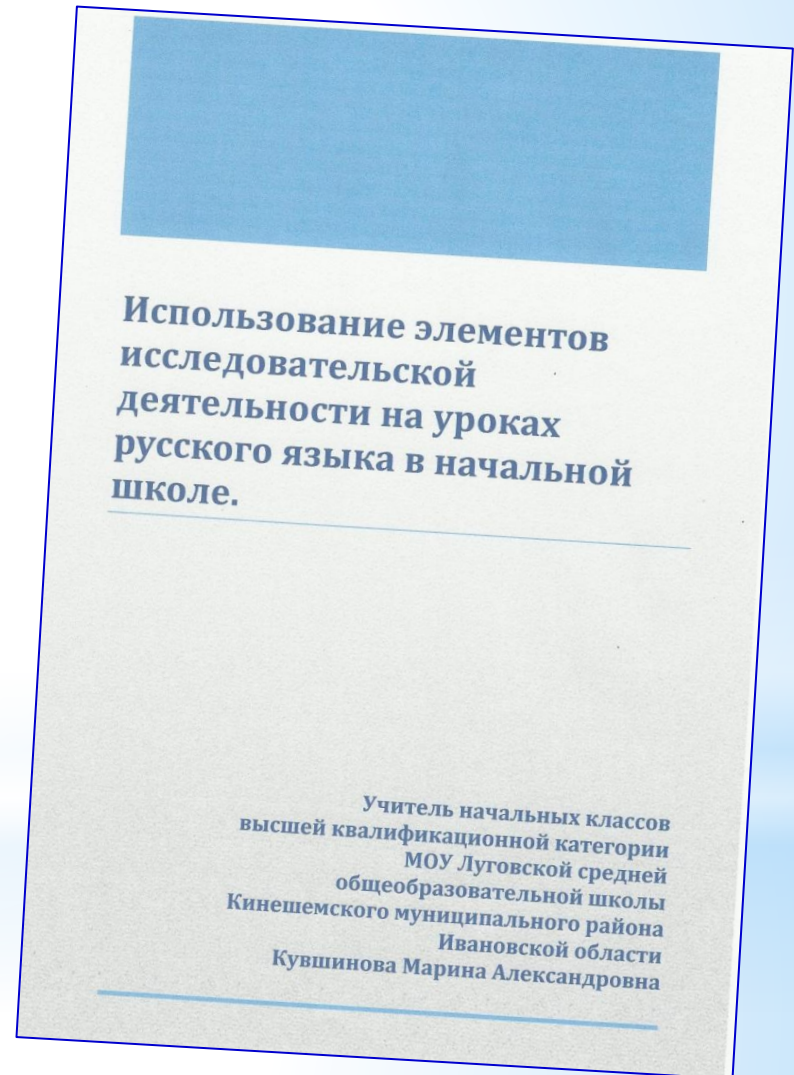 Использование элементов
исследовательской
деятельности на уроках
русского языка в начальной
школе.
Учитель начальных классов
высшей квалификационной категории
МОУ Луговской средней
общеобразовательной школы
Кинешемского муниципального района
Ивановской области
Кувшинова Марина Александровна